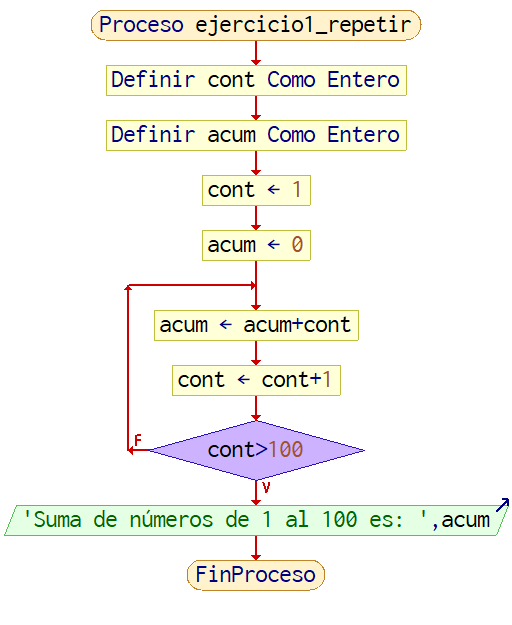 Proceso ejercicio1_repetir
Definir cont Como Entero
Definir acum Como Entero
cont ← 1
acum ← 0
acum ← acum+cont
cont ← cont+1
cont>100
F
V
'Suma de números de 1 al 100 es: ',acum
FinProceso